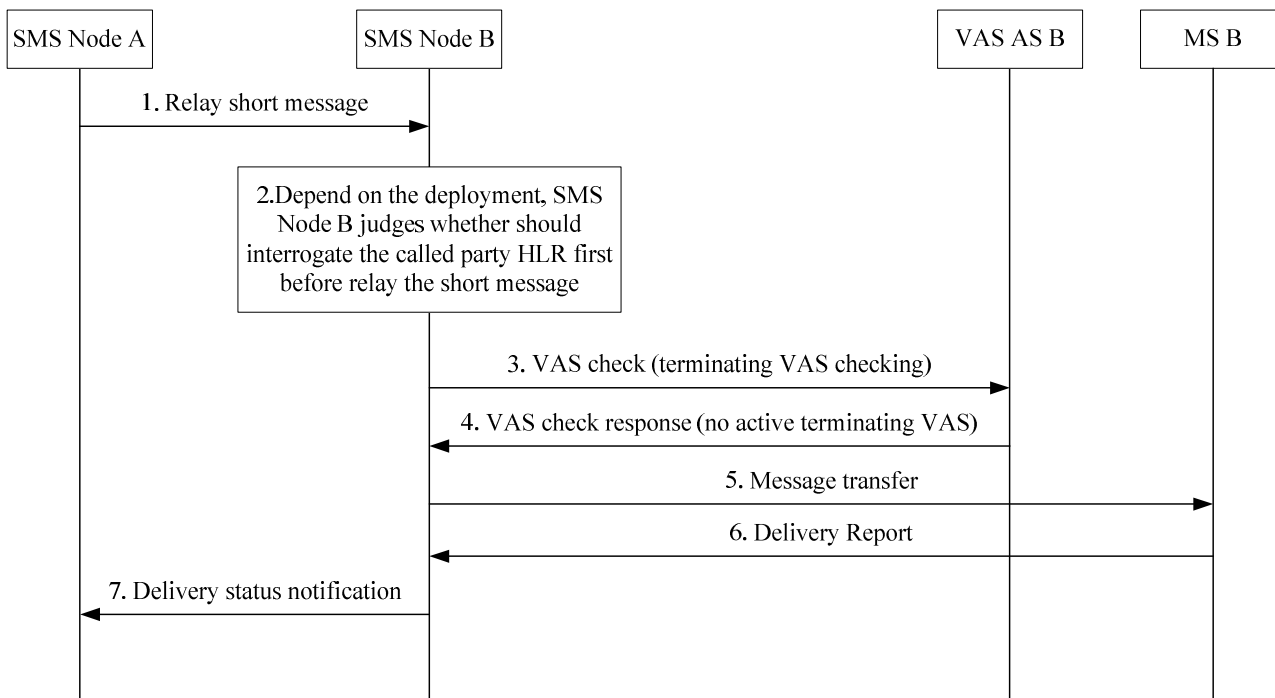 SMS Node A
SMS Node B
VAS AS B
MS B
1. Relay short message
2.Depend on the deployment, SMS
Node B judges whether should
interrogate the called party HLR first
before relay the short message
3. VAS check (terminating VAS checking)
4. VAS check response (no active terminating VAS)
5. Message transfer
6. Delivery Report
7. Delivery status notification